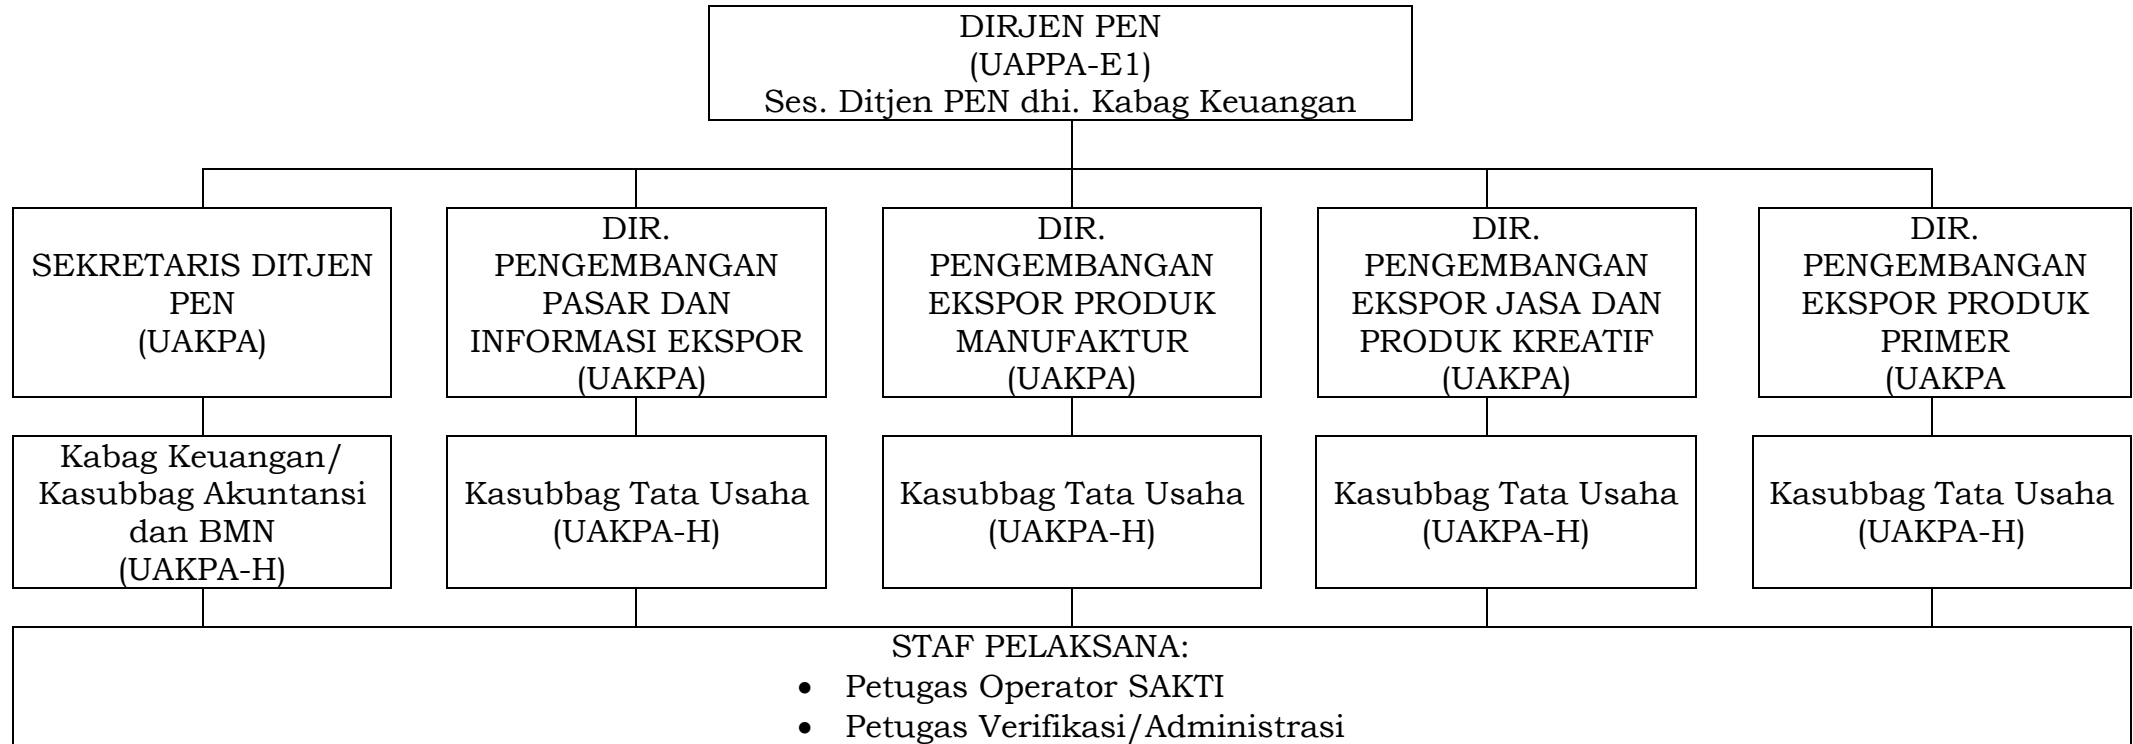 DIRJEN PEN
(UAPPA-E1)
Ses. Ditjen PEN dhi. Kabag Keuangan
SEKRETARIS DITJEN
PEN
(UAKPA)
DIR.
PENGEMBANGAN
PASAR DAN
INFORMASI EKSPOR
(UAKPA)
DIR.
PENGEMBANGAN
EKSPOR PRODUK
MANUFAKTUR
(UAKPA)
DIR.
PENGEMBANGAN
EKSPOR JASA DAN
PRODUK KREATIF
(UAKPA)
DIR.
PENGEMBANGAN
EKSPOR PRODUK
PRIMER
(UAKPA
Kabag Keuangan/
Kasubbag Akuntansi
dan BMN
(UAKPA-H)
Kasubbag Tata Usaha
(UAKPA-H)
Kasubbag Tata Usaha
(UAKPA-H)
Kasubbag Tata Usaha
(UAKPA-H)
Kasubbag Tata Usaha
(UAKPA-H)
STAF PELAKSANA:
• Petugas Operator SAKTI
• Petugas Verifikasi/Administrasi